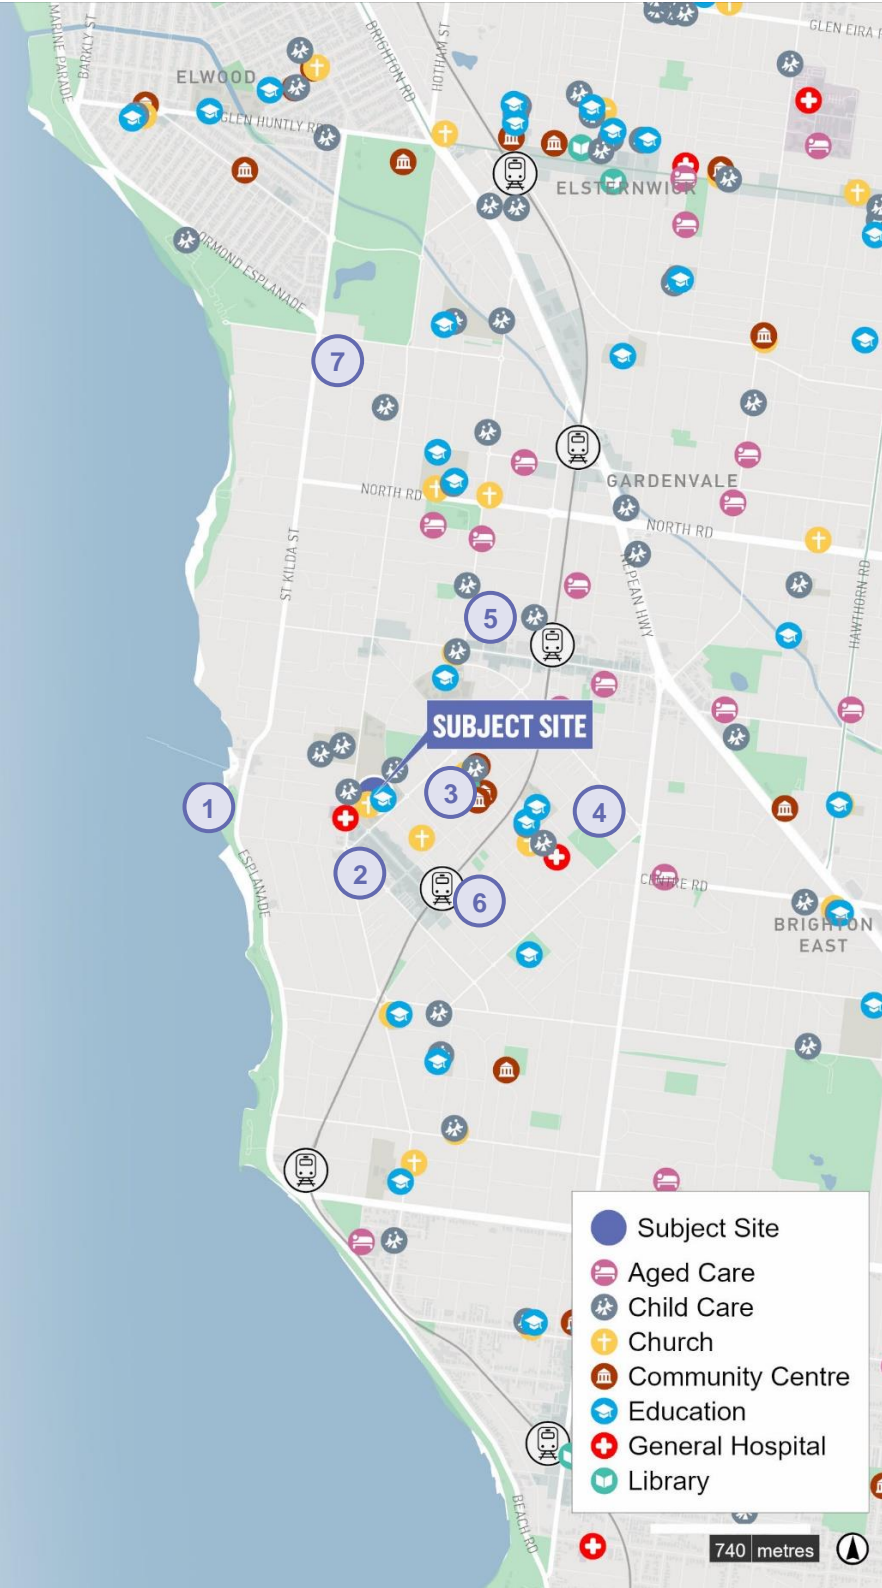 MARINE PARADE
BARKLY ST
BRIGHTON RD
HOTHAM ST
ELWOOD
GLEN HUNTLY RD
ELSTERNWICK
ORMOND ESPLANADE
7
GARDENVALE
NORTH RD
NORTH RD
ST KILDA ST
NEPEAN HWY
HAWTHORN RD
5
SUBJECT SITE
1
3
4
2
6
ESPLANADE
CENTRE RD
BRIGHTON
EAST
Subject Site
Aged Care
Child Care
Church
Community Centre
Education
General Hospital
Library
BEACH RD
740 metres